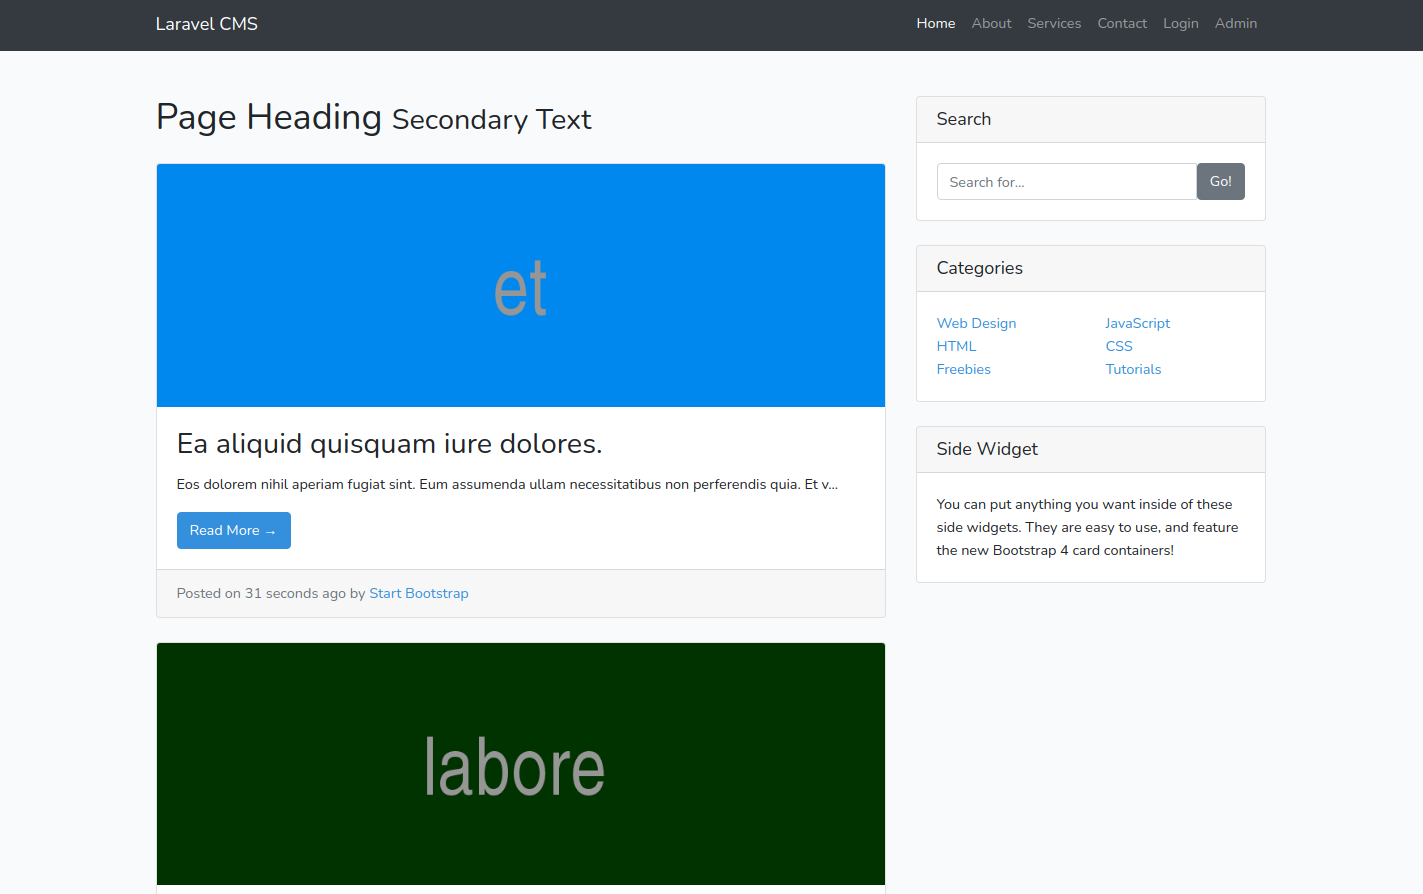 Laravel CMS
Home About Services Contact Login Admin
Page Heading Secondary Text
et
Ea aliquid quisquam iure dolores.
Eos dolorem nihil aperiam fugiat sint. Eum assumenda ullam necessitatibus non perferendis quia. Et v...
Read More →
Posted on 31 seconds ago by Start Bootstrap
labore
Search
Search for...
Go!
Categories
Web Design JavaScript
HTML CSS
Freebies Tutorials
Side Widget
You can put anything you want inside of these
side widgets. They are easy to use, and feature
the new Bootstrap 4 card containers!